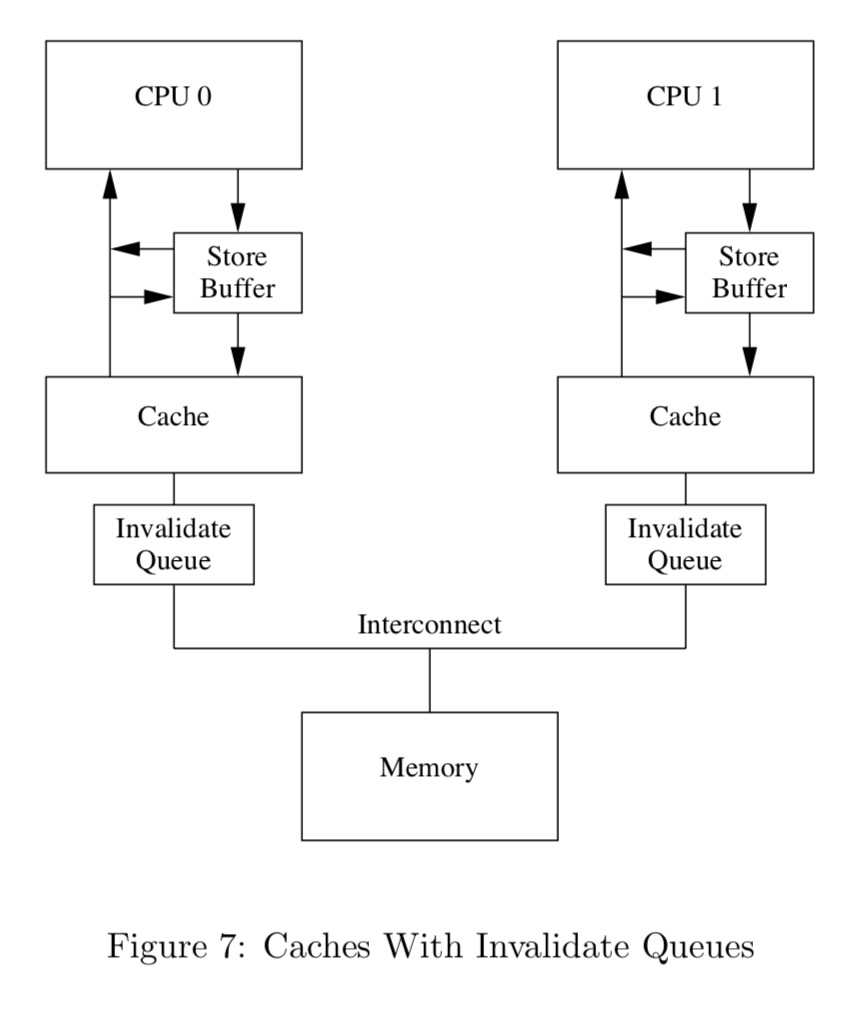 CPU 0
CPU 1
Store
Buffer
Store
Buffer
Cache
Cache
Invalidate
Queue
Invalidate
Queue
Interconnect
Memory
Figure 7: Caches With Invalidate Queues